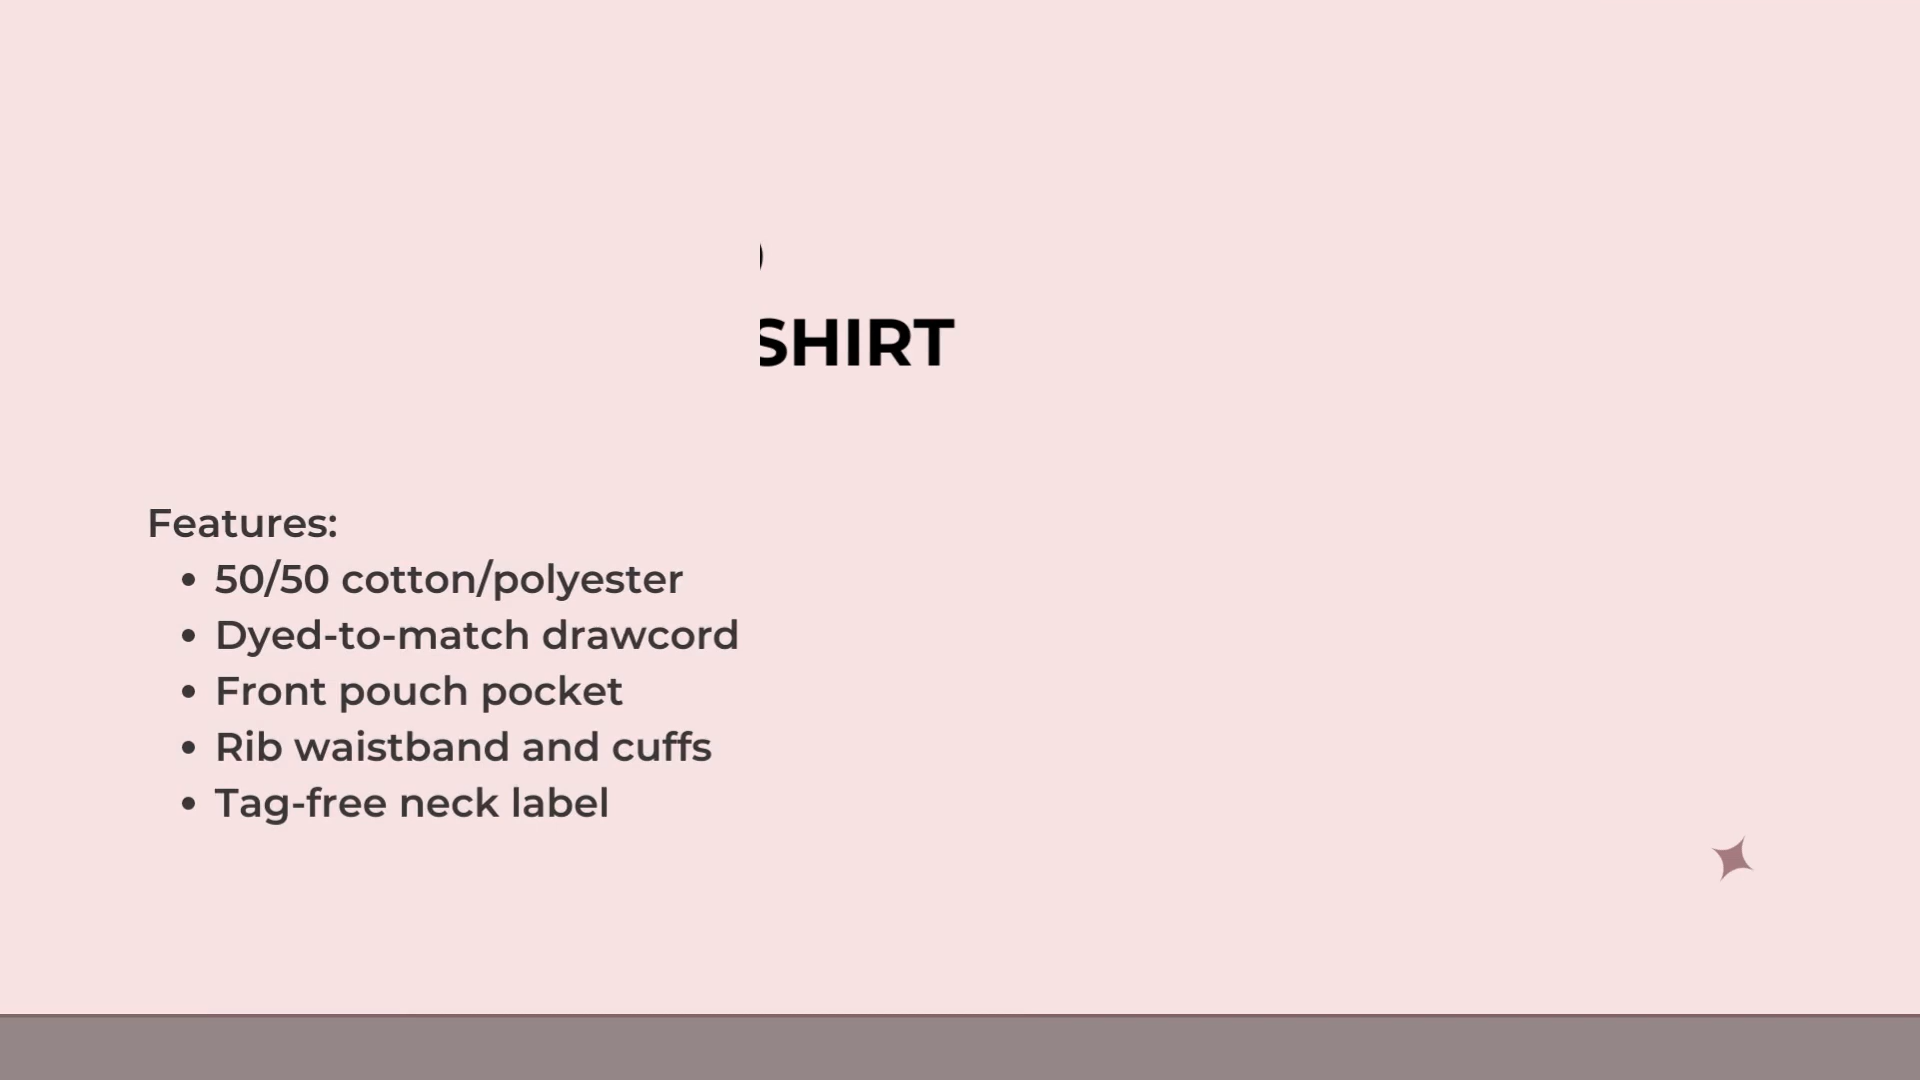 SHIRT
Features:
• 50/50 cotton/polyester
• Dyed-to-match drawcord
• Front pouch pocket
• Rib waistband and cuffs
• Tag-free neck label